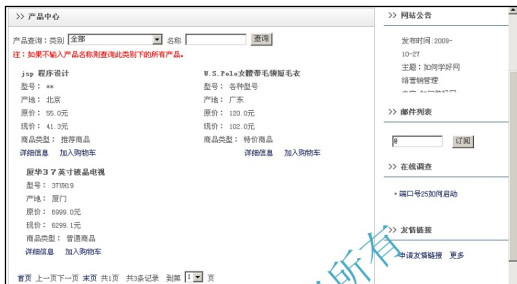 >> 产品中心
产品查询：类别 全部 名称 查询
注：如果不输入产品名称则查询此类别下的所有产品。
jsp 程序设计
型号： **
产地： 北京
原价： 55.0元
现价： 41.3元
商品类型： 推荐商品
详细信息 加入购物车
U.S.Polo女腰带毛领短毛衣
型号： 各种型号
产地： 广东
原价： 120.0元
现价： 102.0元
商品类型： 特价商品
详细信息 加入购物车
厦华37英寸液晶电视
产地： 厦门
原价： 6999.0元
现价： 6299.1元
商品类型： 普通商品
详细信息 加入购物车
首页 上一页下一页 末页 共1页 共3条记录 到第 1 页
>> 网站公告
发布时间:2009-
10-27
主题：如何学好网
络营销管理
>> 邮件列表
@ 订阅
>> 在线调查
·端口号25如何启动
>> 友情链接
申请友情链接 更多
所有